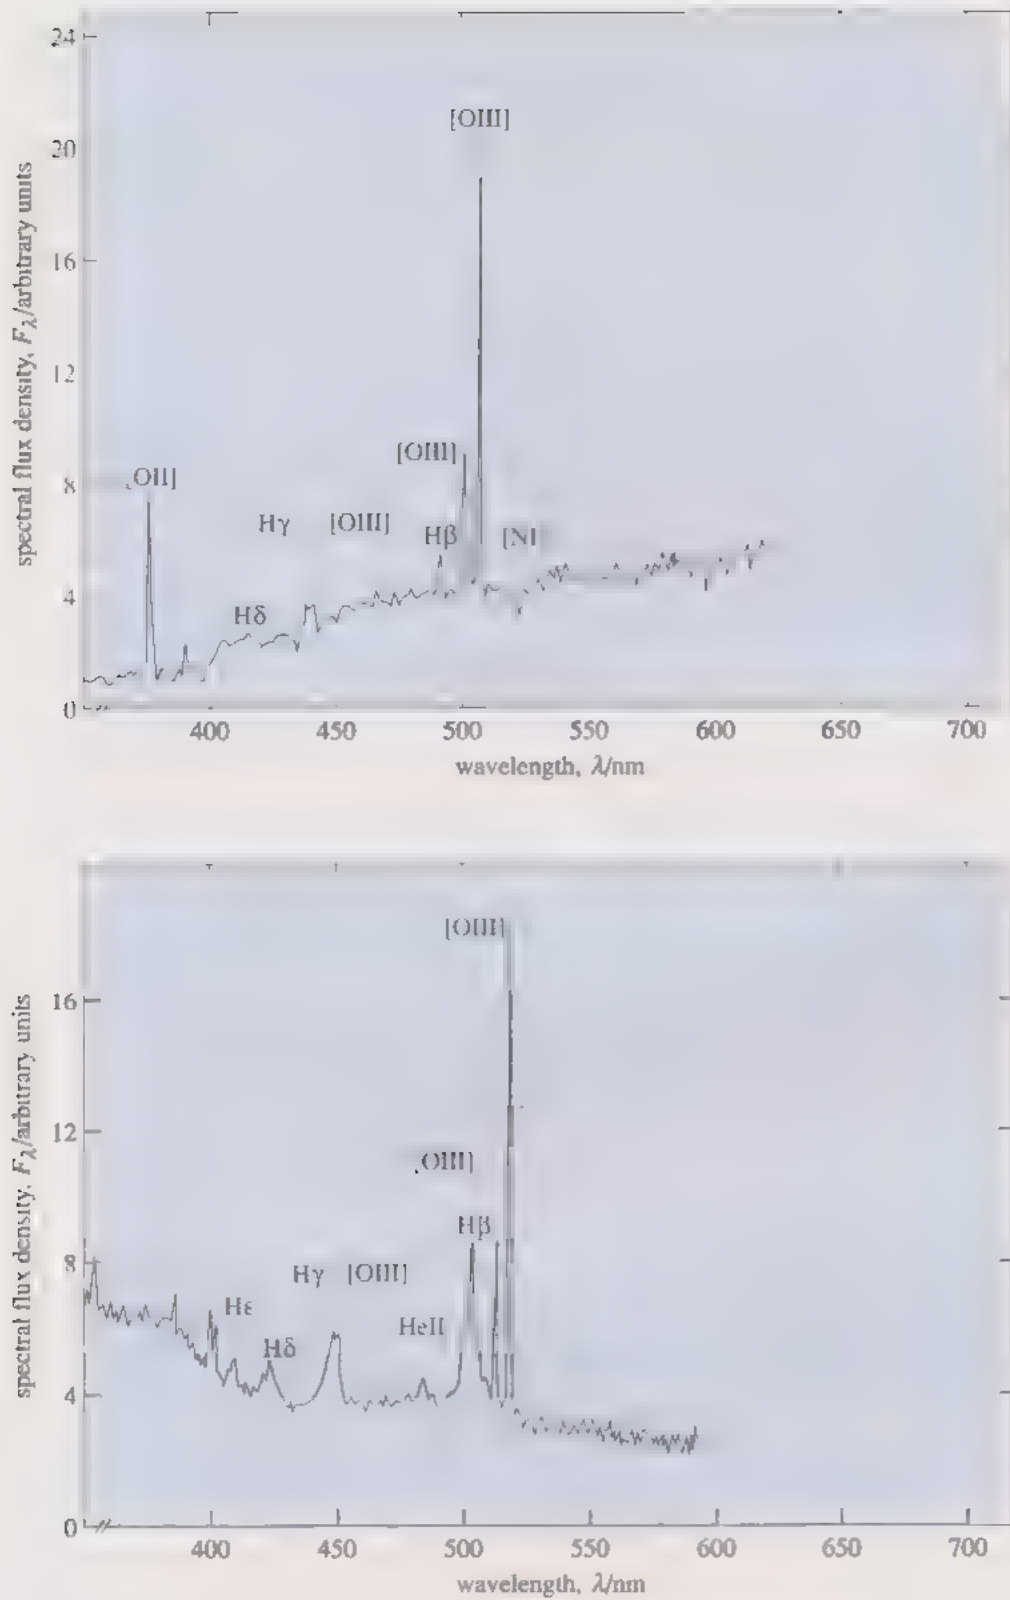 24
[OIII]
20
16
12
[OIII]
OII]
8
Hγ [OIII] Hβ [NI
4
Hδ
0
400 450 500 550 600 650 700
wavelength, λ/nm
spectral flux density, Fλ/arbitrary units
[OIII]
16
12
OIII]
Hβ
8
Hγ [OIII]
Hε
HeII
Hδ
4
0
400 450 500 550 600 650 700
wavelength, λ/nm
spectral flux density, Fλ/arbitrary units